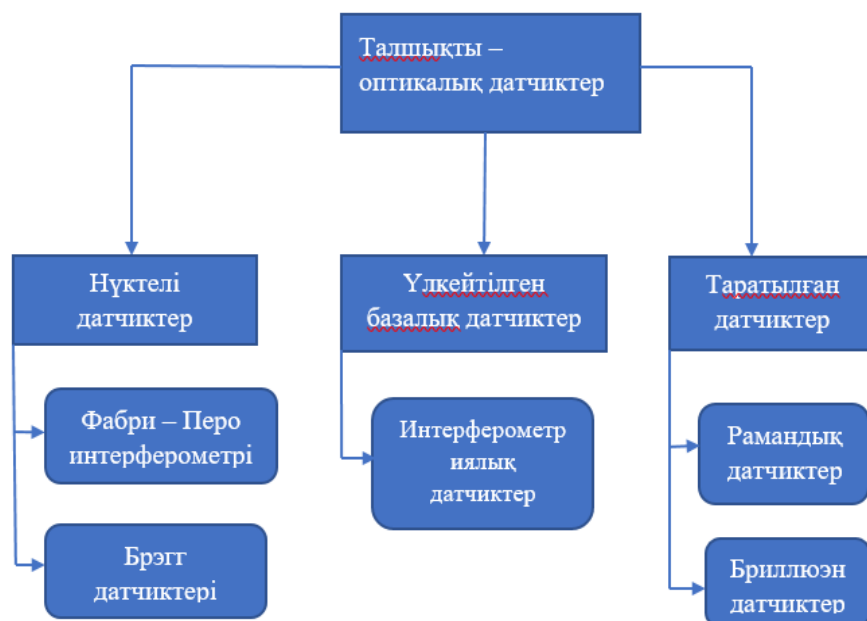 Талшықты –
оптикалық датчиктер
Нүктелі
датчиктер
Үлкейтілген
базалық датчиктер
Таратылған
датчиктер
Фабри – Перо
интерферометрі
Интерферометр
иялық
датчиктер
Рамандық
датчиктер
Брэгг
датчиктері
Бриллюэн
датчиктер